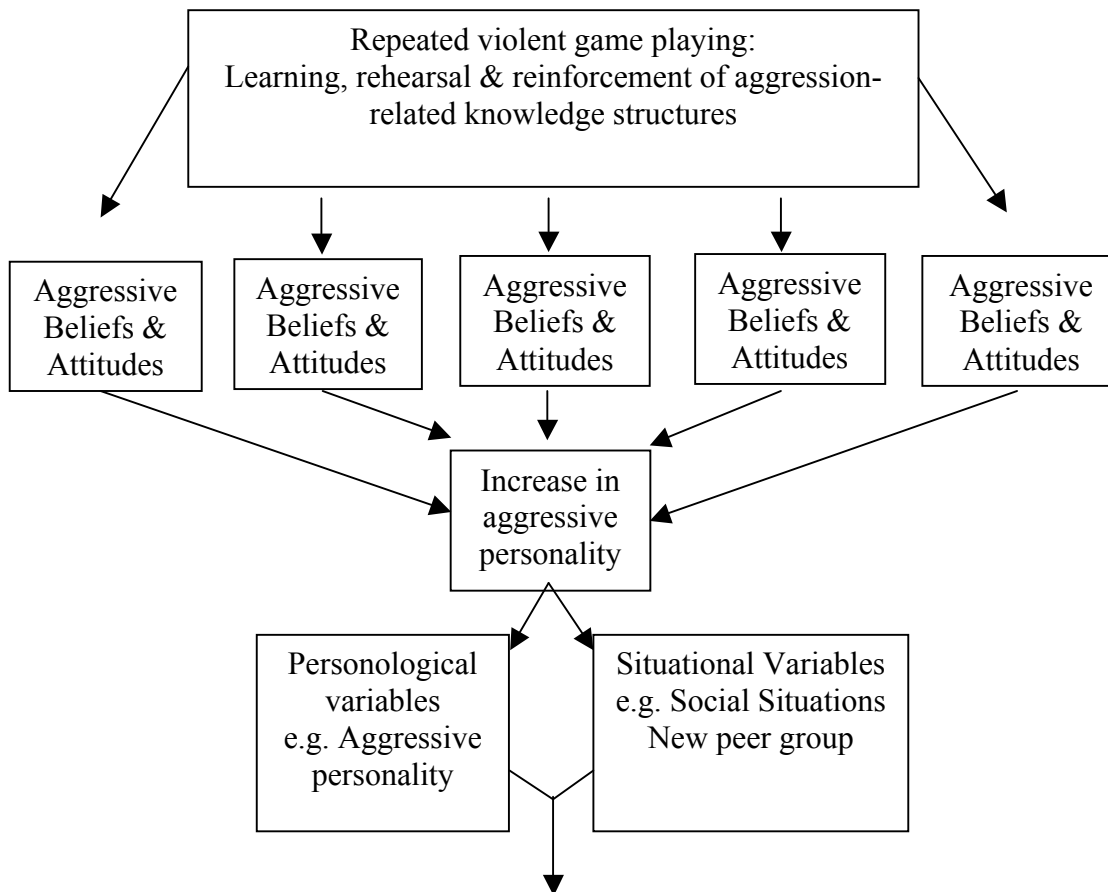 Repeated violent game playing:
Learning, rehearsal & reinforcement of aggression-
related knowledge structures
Aggressive
Beliefs &
Attitudes
Aggressive
Beliefs &
Attitudes
Aggressive
Beliefs &
Attitudes
Aggressive
Beliefs &
Attitudes
Aggressive
Beliefs &
Attitudes
Increase in
aggressive
personality
Personological
variables
e.g. Aggressive
personality
Situational Variables
e.g. Social Situations
New peer group